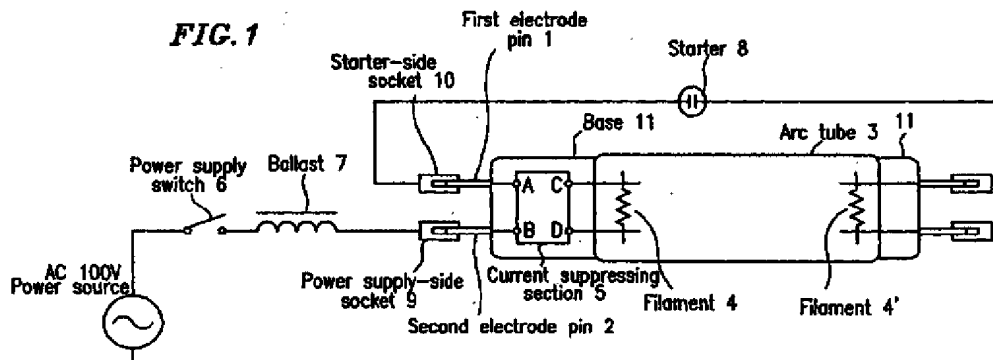 FIG. 1
First electrode
pin 1
Starter-side
socket 10
Starter 8
Base 11
Arc tube 3
11
Power supply
switch 6
Ballast 7
A
C
B
D
AC 100V
Power source
Power supply-side
socket 9
Current suppressing
section 5
Second electrode pin 2
Filament 4
Filament 4'